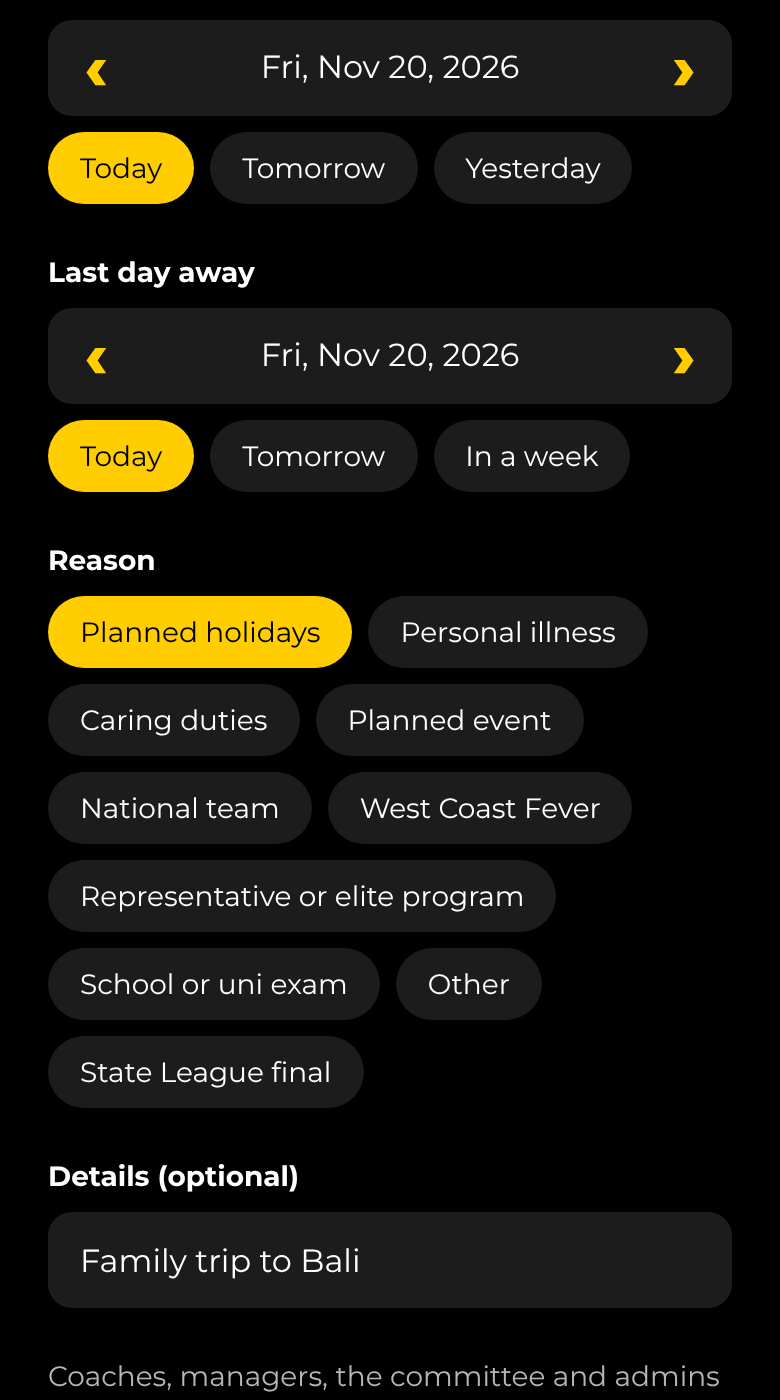 ‹ Fri, Nov 20, 2026 ›
Today Tomorrow Yesterday
Last day away
‹ Fri, Nov 20, 2026 ›
Today Tomorrow In a week
Reason
Planned holidays Personal illness
Caring duties Planned event
National team West Coast Fever
Representative or elite program
School or uni exam Other
State League final
Details (optional)
Family trip to Bali
Coaches, managers, the committee and admins